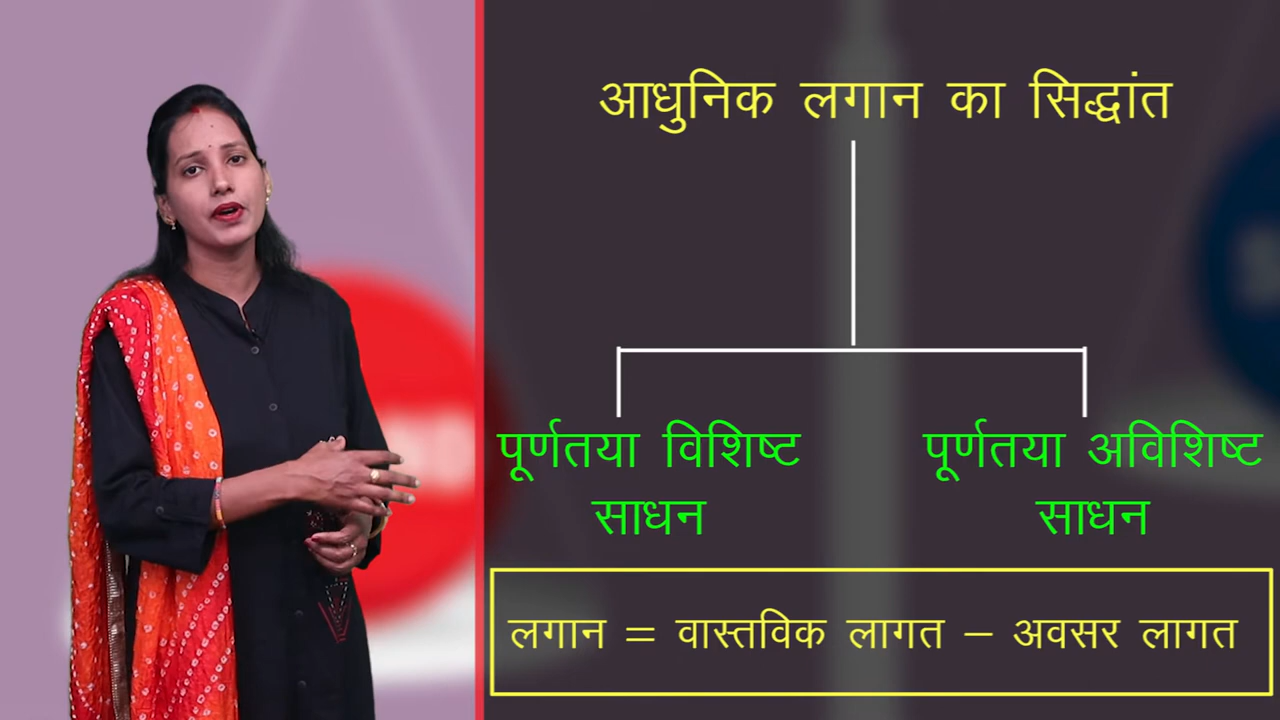 आधुनिक लगान का सिद्धांत
पूर्णतया विशिष्ट
साधन
पूर्णतया अविशिष्ट
साधन
लगान = वास्तविक लागत – अवसर लागत